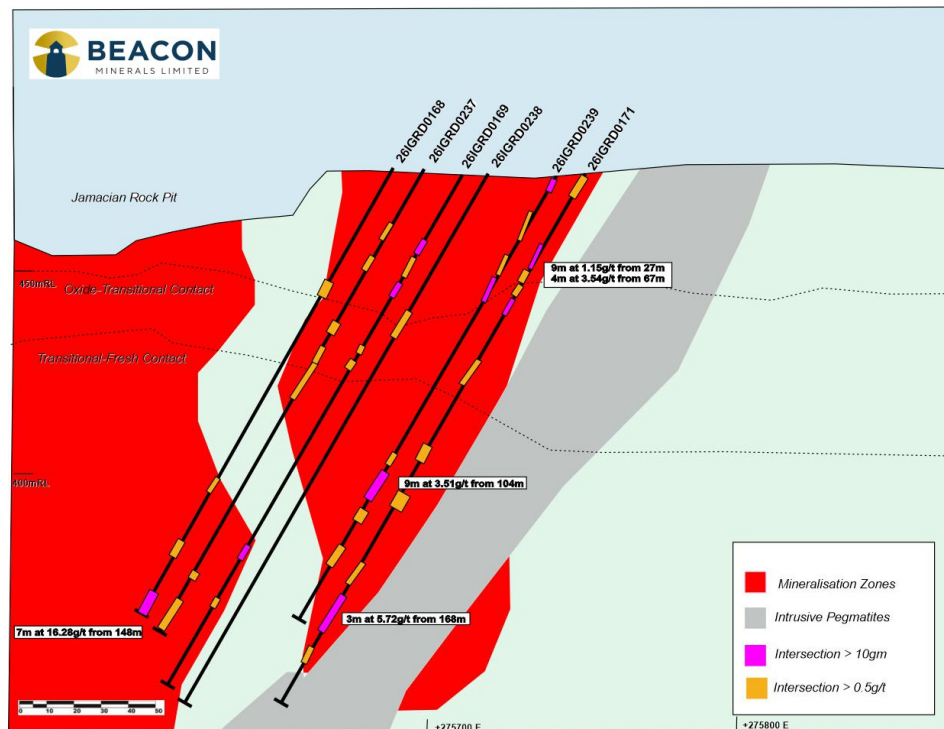 BEACON
MINERALS LIMITED
26IGRD0168
26IGRD0237
26IGRD0169
26IGRD0238
26IGRD0239
26IGRD0171
Jamacian Rock Pit
9m at 1.15g/t from 27m
4m at 3.54g/t from 67m
450mRL
Oxide-Transitional Contact
Transitional-Fresh Contact
400mRL
9m at 3.51g/t from 104m
3m at 5.72g/t from 168m
7m at 16.28g/t from 148m
Mineralisation Zones
Intrusive Pegmatites
Intersection > 10gm
Intersection > 0.5g/t
0 10 20 30 40 50
+275700 E
+275800 E